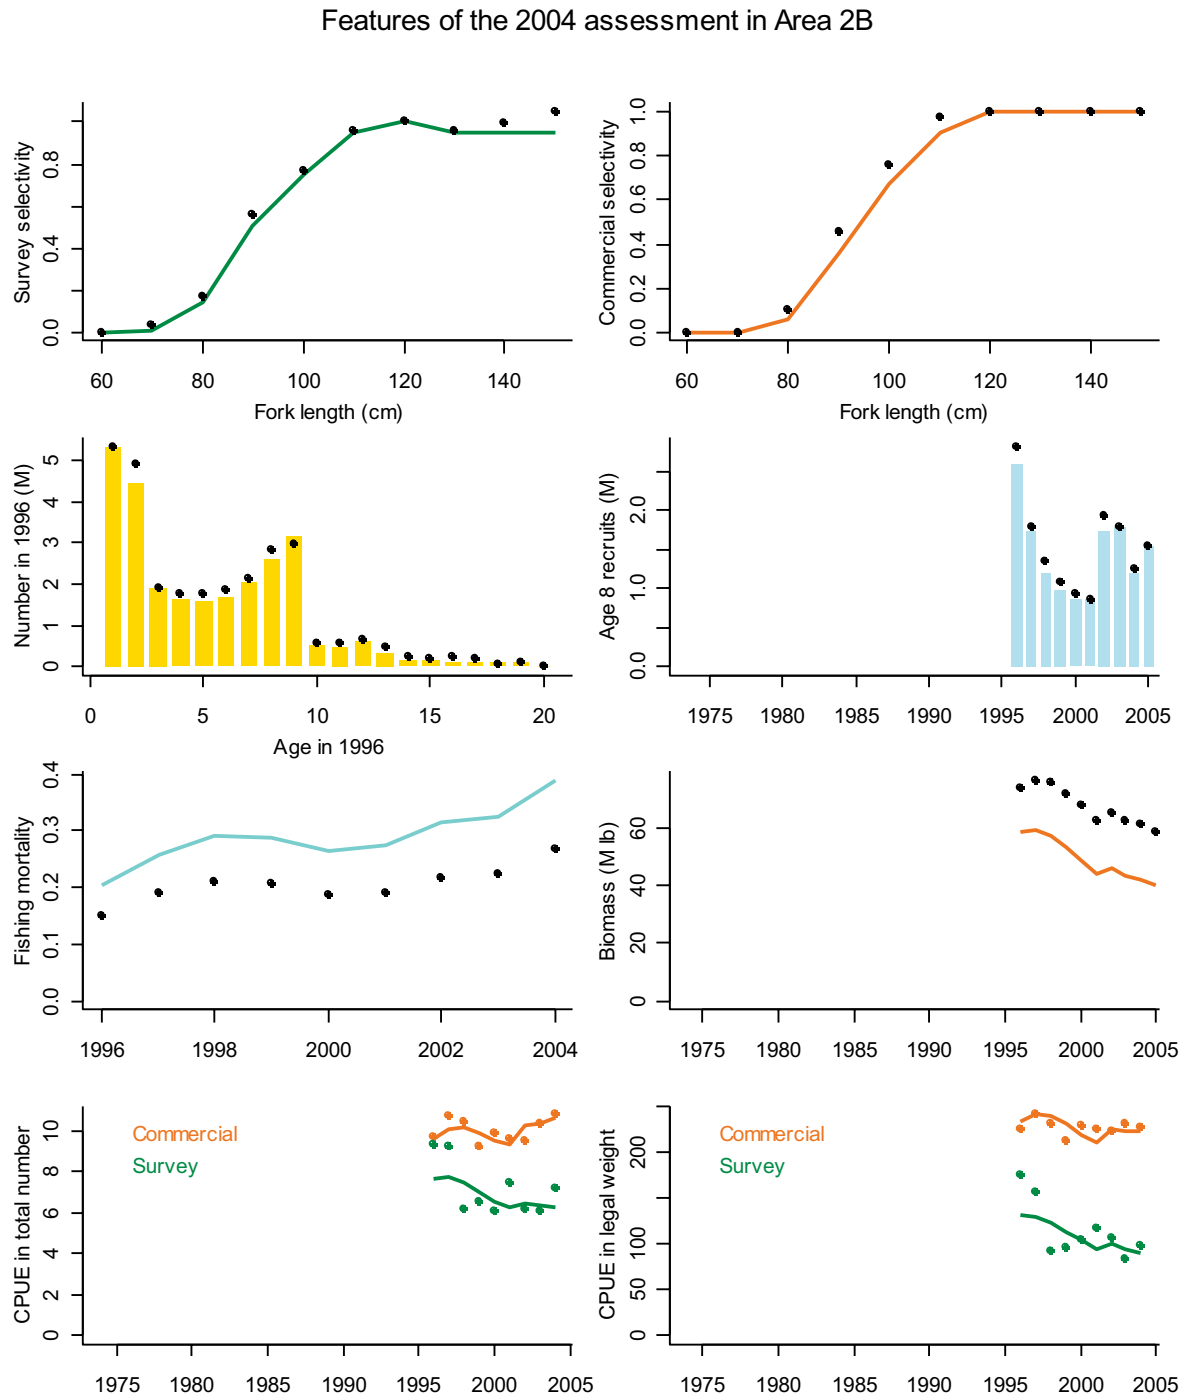 Features of the 2004 assessment in Area 2B
Survey selectivity
0.0 0.4 0.8
60 80 100 120 140
Fork length (cm)
Commercial selectivity
0.0 0.2 0.4 0.6 0.8 1.0
60 80 100 120 140
Fork length (cm)
Number in 1996 (M)
0 1 2 3 4 5
0 5 10 15 20
Age in 1996
Age 8 recruits (M)
0.0 1.0 2.0
1975 1980 1985 1990 1995 2000 2005
Fishing mortality
0.0 0.1 0.2 0.3 0.4
1996 1998 2000 2002 2004
Biomass (M lb)
0 20 40 60
1975 1980 1985 1990 1995 2000 2005
CPUE in total number
0 2 4 6 8 10
Commercial
Survey
1975 1980 1985 1990 1995 2000 2005
CPUE in legal weight
0 50 100 200
Commercial
Survey
1975 1980 1985 1990 1995 2000 2005